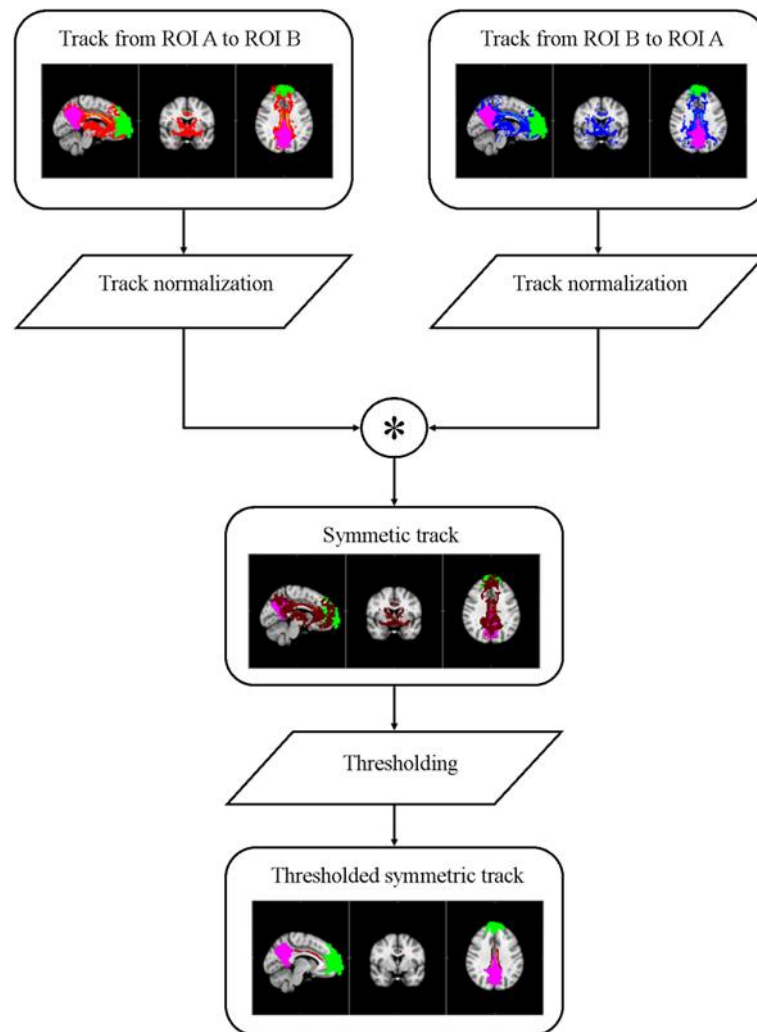 Track from ROI A to ROI B
Track from ROI B to ROI A
Track normalization
Track normalization
*
Symmetic track
Thresholding
Thresholded symmetric track